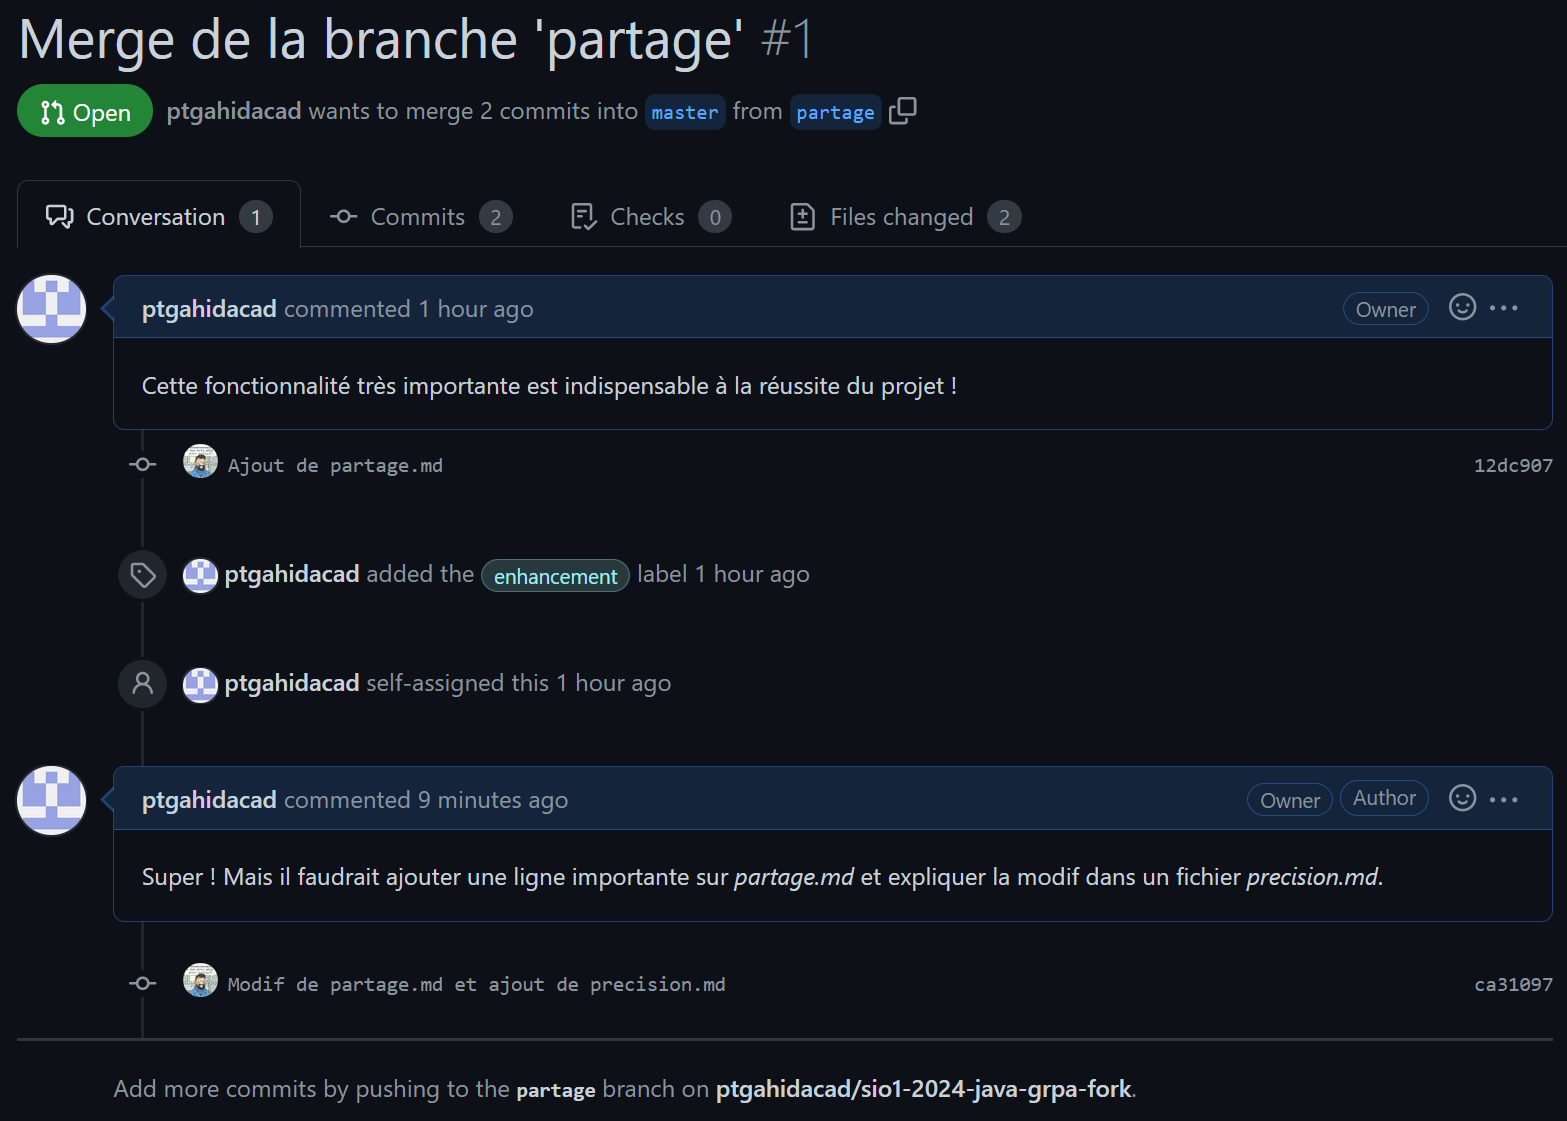 Merge de la branche 'partage' #1
Open ptgahidacad wants to merge 2 commits into master from partage
Conversation 1 Commits 2 Checks 0 Files changed 2
ptgahidacad commented 1 hour ago Owner
Cette fonctionnalité très importante est indispensable à la réussite du projet !
Ajout de partage.md 12dc907
ptgahidacad added the enhancement label 1 hour ago
ptgahidacad self-assigned this 1 hour ago
ptgahidacad commented 9 minutes ago Owner Author
Super ! Mais il faudrait ajouter une ligne importante sur partage.md et expliquer la modif dans un fichier precision.md.
Modif de partage.md et ajout de precision.md ca31097
Add more commits by pushing to the partage branch on ptgahidacad/sio1-2024-java-grpa-fork.